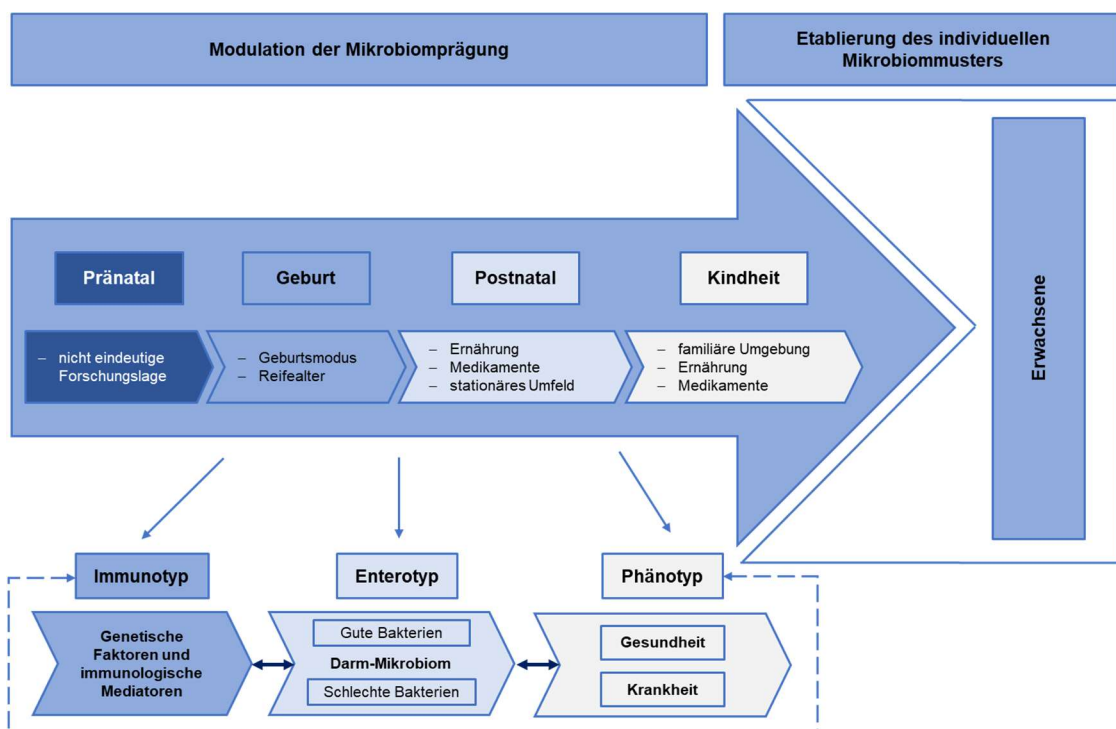 Modulation der Mikrobiomprägung
Etablierung des individuellen
Mikrobiommusters
Pränatal
Geburt
Postnatal
Kindheit
– nicht eindeutige
Forschungslage
– Geburtsmodus
– Reifealter
– Ernährung
– Medikamente
– stationäres Umfeld
– familiäre Umgebung
– Ernährung
– Medikamente
Erwachsene
Immunotyp
Enterotyp
Phänotyp
Genetische
Faktoren und
immunologische
Mediatoren
Gute Bakterien
Darm-Mikrobiom
Schlechte Bakterien
Gesundheit
Krankheit